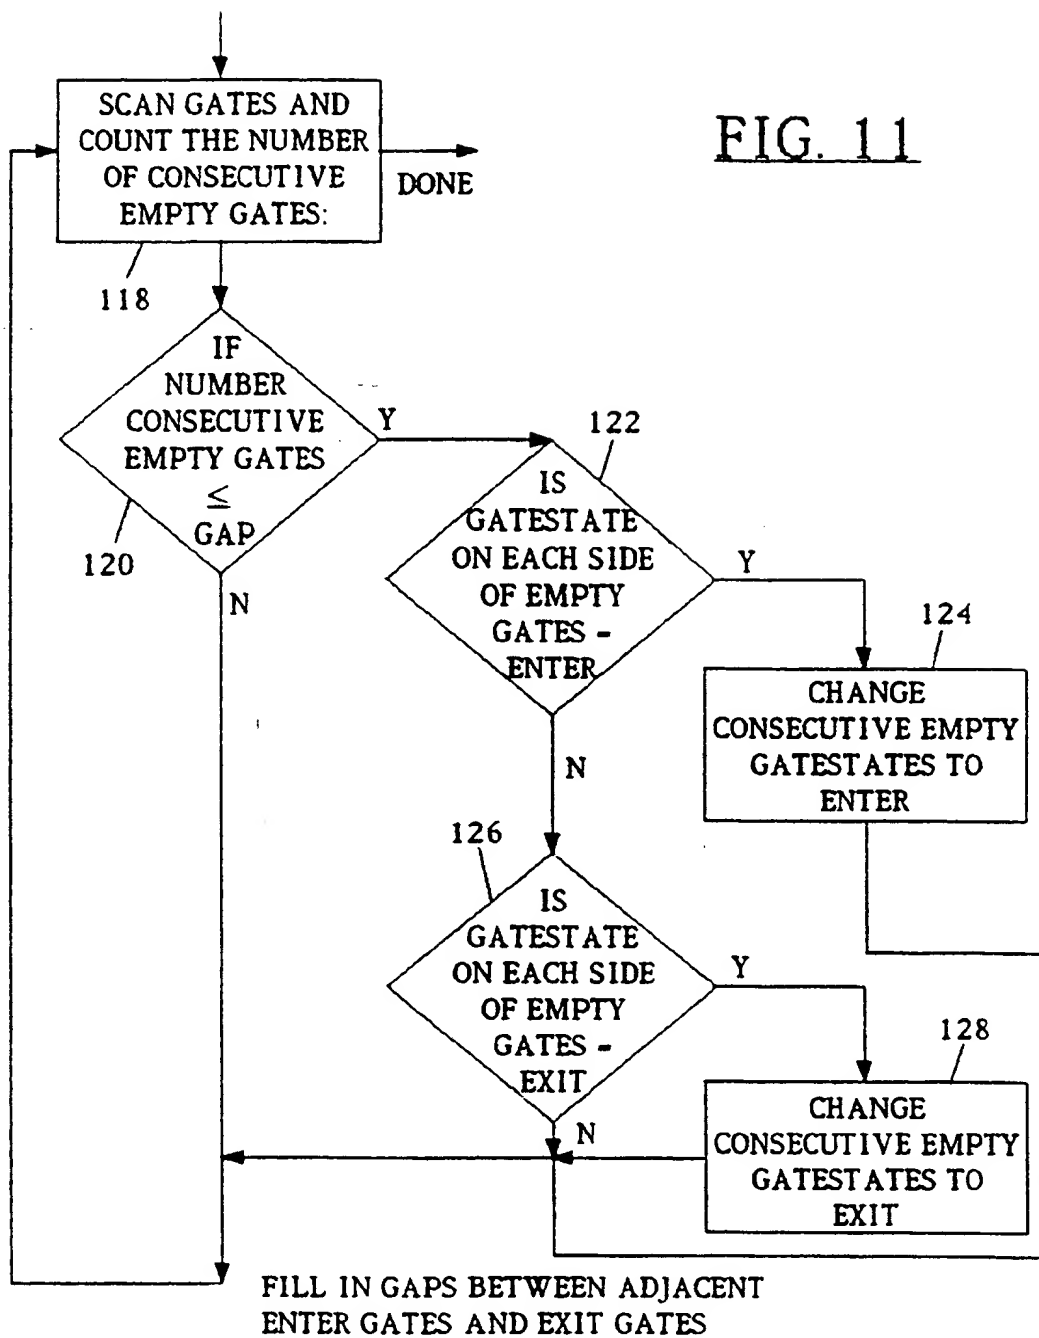 SCAN GATES AND
COUNT THE NUMBER
OF CONSECUTIVE
EMPTY GATES:
DONE
FIG. 11
118
IF
NUMBER
CONSECUTIVE
EMPTY GATES
≤
GAP
Y
120
N
122
IS
GATESTATE
ON EACH SIDE
OF EMPTY
GATES -
ENTER
Y
N
124
CHANGE
CONSECUTIVE EMPTY
GATESTATES TO
ENTER
126
IS
GATESTATE
ON EACH SIDE
OF EMPTY
GATES -
EXIT
Y
N
128
CHANGE
CONSECUTIVE EMPTY
GATESTATES TO
EXIT
FILL IN GAPS BETWEEN ADJACENT
ENTER GATES AND EXIT GATES